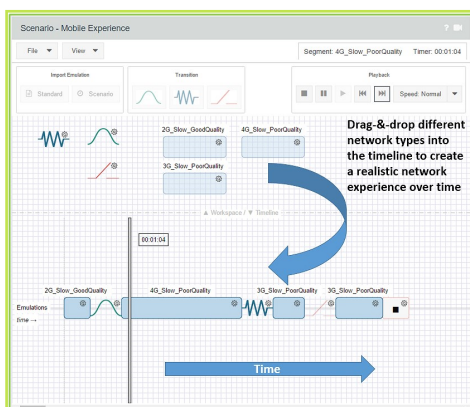 Scenario - Mobile Experience
?
File ▼ View ▼
Segment: 4G_Slow_PoorQuality Timer: 00:01:04
Import Emulation
Transition
Playback
Standard
Scenario
Speed: Normal ▼
2G_Slow_GoodQuality
4G_Slow_PoorQuality
3G_Slow_PoorQuality
Drag-&-drop different
network types into
the timeline to create
a realistic network
experience over time
▲ Workspace / ▼ Timeline
00:01:04
2G_Slow_GoodQuality
4G_Slow_PoorQuality
3G_Slow_PoorQuality
3G_Slow_PoorQuality
Emulations
time →
Time